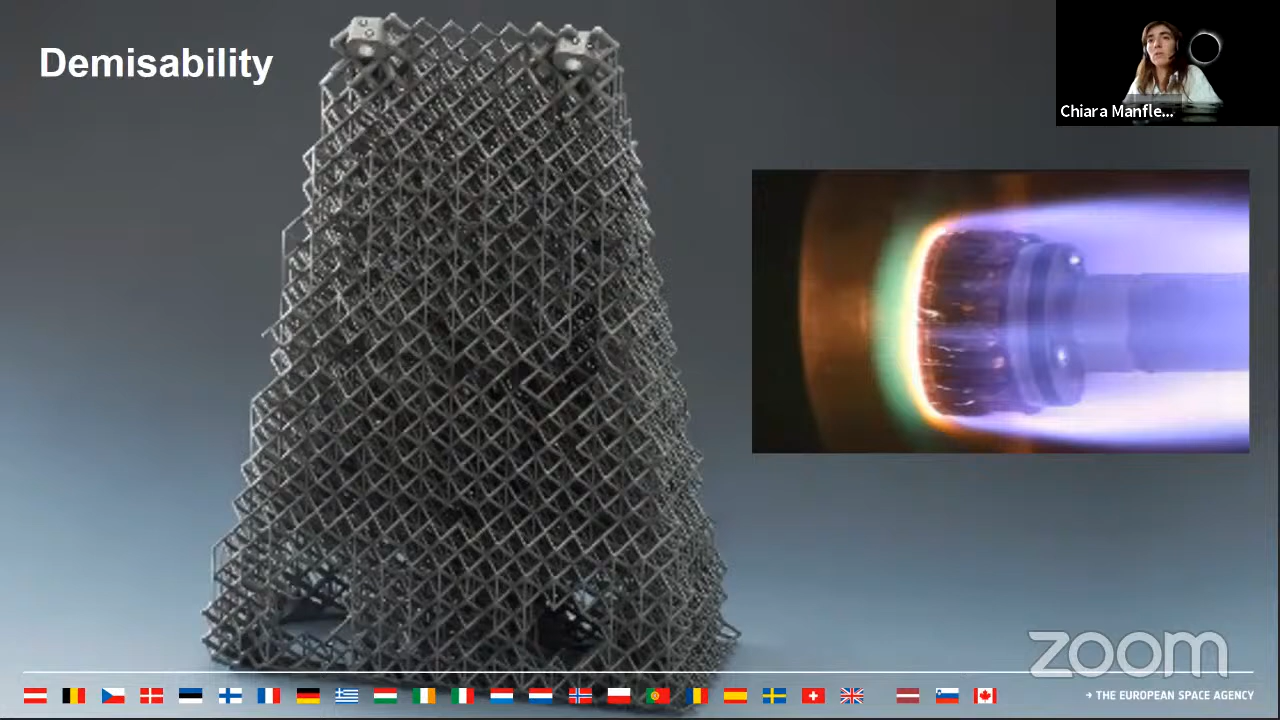 Demisability
Chiara Manfle...
zoom
→ THE EUROPEAN SPACE AGENCY